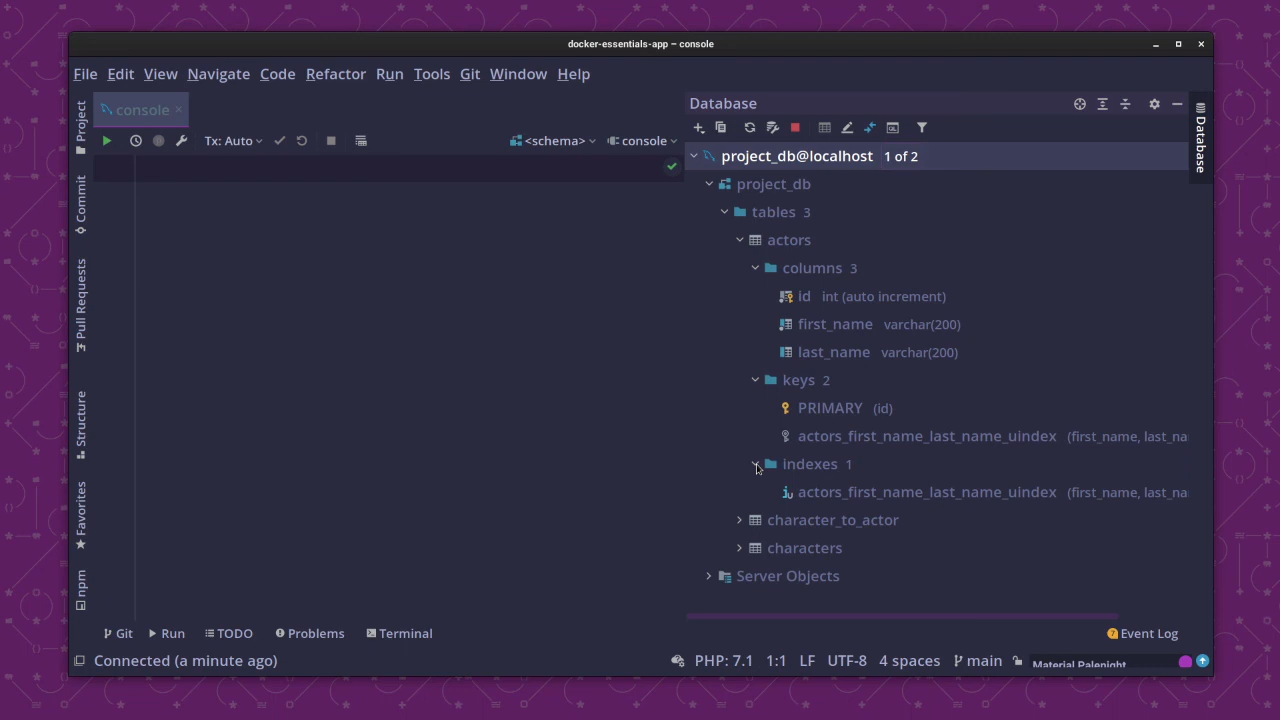 docker-essentials-app – console
File Edit View Navigate Code Refactor Run Tools Git Window Help
console
Tx: Auto
<schema>
console
Project
Commit
Pull Requests
Structure
Favorites
npm
Database
project_db@localhost 1 of 2
project_db
tables 3
actors
columns 3
id int (auto increment)
first_name varchar(200)
last_name varchar(200)
keys 2
PRIMARY (id)
actors_first_name_last_name_uindex (first_name, last_na
indexes 1
actors_first_name_last_name_uindex (first_name, last_na
character_to_actor
characters
Server Objects
Database
Git Run TODO Problems Terminal
7 Event Log
Connected (a minute ago)
PHP: 7.1 1:1 LF UTF-8 4 spaces main Material Palenight